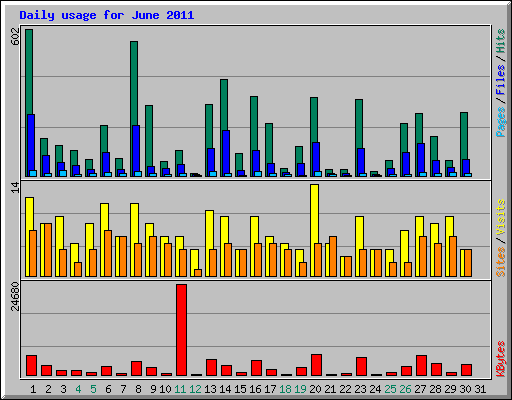 Daily usage for June 2011
602
Pages / Files / Hits
14
Sites / Visits
24680
KBytes
1 2 3 4 5 6 7 8 9 10 11 12 13 14 15 16 17 18 19 20 21 22 23 24 25 26 27 28 29 30 31